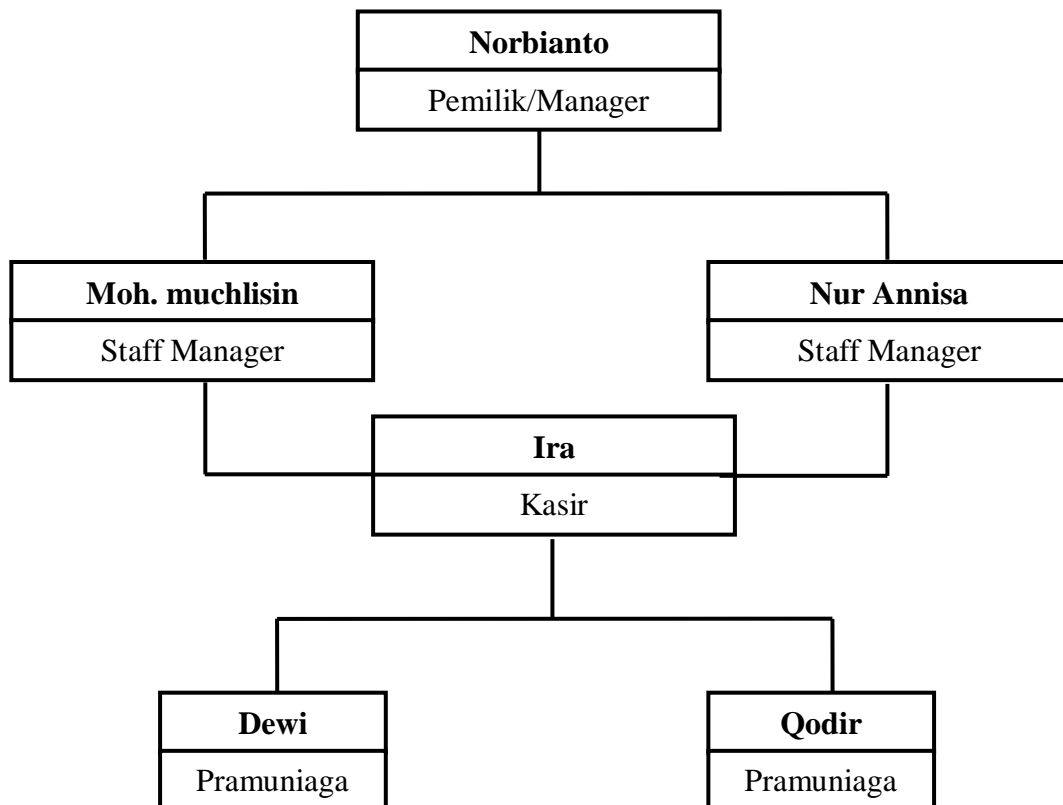 Norbianto
Pemilik/Manager
Moh. muchlisin
Staff Manager
Nur Annisa
Staff Manager
Ira
Kasir
Dewi
Pramuniaga
Qodir
Pramuniaga